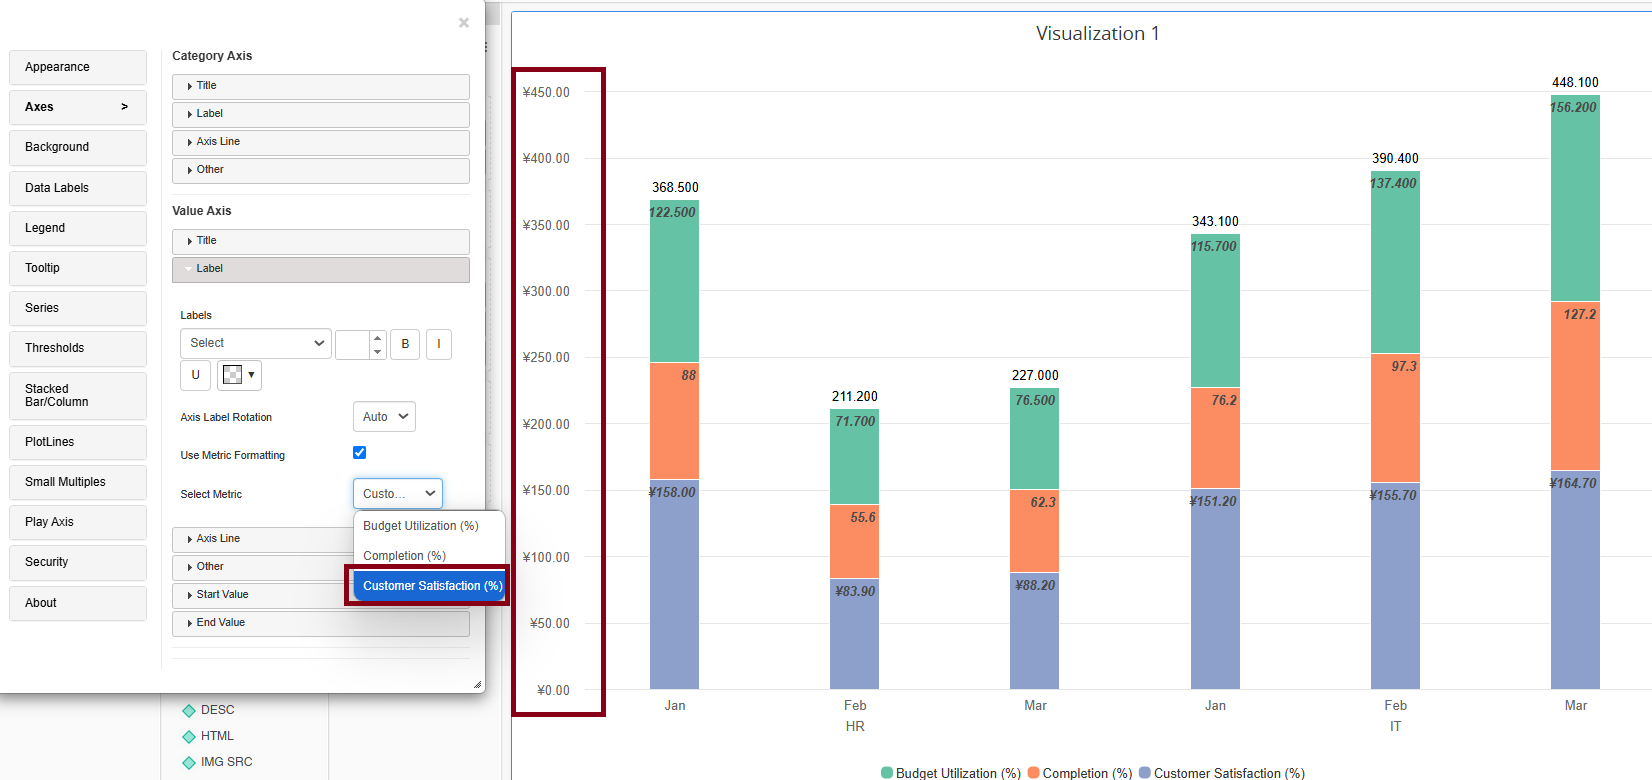 ×
Appearance
Axes >
Background
Data Labels
Legend
Tooltip
Series
Thresholds
Stacked
Bar/Column
PlotLines
Small Multiples
Play Axis
Security
About
Category Axis
Title
Label
Axis Line
Other
Value Axis
Title
Label
Labels
Select
B
I
U
Axis Label Rotation
Auto
Use Metric Formatting
Select Metric
Custo...
Budget Utilization (%)
Completion (%)
Customer Satisfaction (%)
Axis Line
Other
Start Value
End Value
DESC
HTML
IMG SRC
Visualization 1
¥450.00
¥400.00
¥350.00
¥300.00
¥250.00
¥200.00
¥150.00
¥100.00
¥50.00
¥0.00
368.500
122.500
88
¥158.00
211.200
71.700
55.6
¥83.90
227.000
76.500
62.3
¥88.20
343.100
115.700
76.2
¥151.20
390.400
137.400
97.3
¥155.70
448.100
156.200
127.2
¥164.70
Jan Feb Mar Jan Feb Mar
HR IT
Budget Utilization (%) Completion (%) Customer Satisfaction (%)